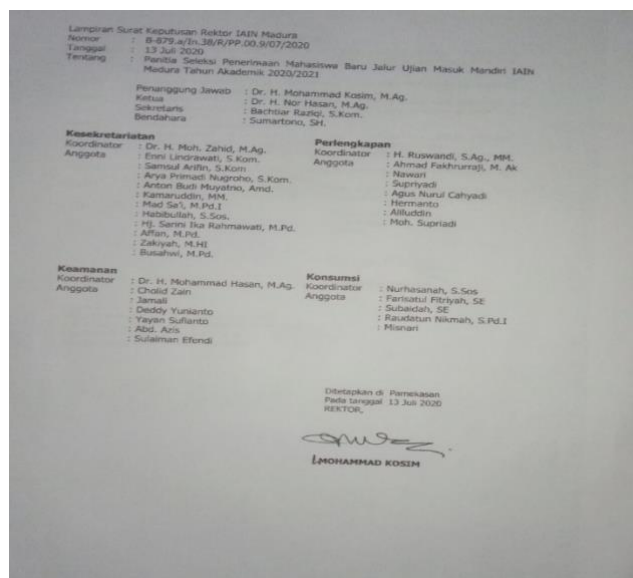 Lampiran Surat Keputusan Rektor IAIN Madura
Nomor : B-879.a/In.38/R/PP.00.9/07/2020
Tanggal : 13 Juli 2020
Tentang : Panitia Seleksi Penerimaan Mahasiswa Baru Jalur Ujian Masuk Mandiri IAIN
Madura Tahun Akademik 2020/2021
Penanggung Jawab : Dr. H. Mohammad Kosim, M.Ag.
Ketua : Dr. H. Nor Hasan, M.Ag.
Sekretaris : Bachtiar Raziqi, S.Kom.
Bendahara : Sumartono, SH.
Kesekretariatan
Koordinator : Dr. H. Moh. Zahid, M.Ag.
Anggota : Enni Lindrawati, S.Kom.
: Samsul Arifin, S.Kom
: Arya Primadi Nugroho, S.Kom.
: Anton Budi Muyatno, Amd.
: Kamaruddin, MM.
: Mad Sa'i, M.Pd.I
: Habibullah, S.Sos.
: Hj. Sarini Ika Rahmawati, M.Pd.
: Affan, M.Pd.
: Zakiyah, M.HI
: Busahwi, M.Pd.
Perlengkapan
Koordinator : H. Ruswandi, S.Ag., MM.
Anggota : Ahmad Fakhrurraji, M. Ak
: Nawari
: Supriyadi
: Agus Nurul Cahyadi
: Hermanto
: Aliluddin
: Moh. Supriadi
Keamanan
Koordinator : Dr. H. Mohammad Hasan, M.Ag.
Anggota : Cholid Zain
: Jamali
: Deddy Yunianto
: Yayan Sufianto
: Abd. Azis
: Sulaiman Efendi
Konsumsi
Koordinator : Nurhasanah, S.Sos
Anggota : Farisatul Fitriyah, SE
: Subaidah, SE
: Raudatun Nikmah, S.Pd.I
: Misnari
Ditetapkan di Pamekasan
Pada tanggal 13 Juli 2020
REKTOR,
MOHAMMAD KOSIM